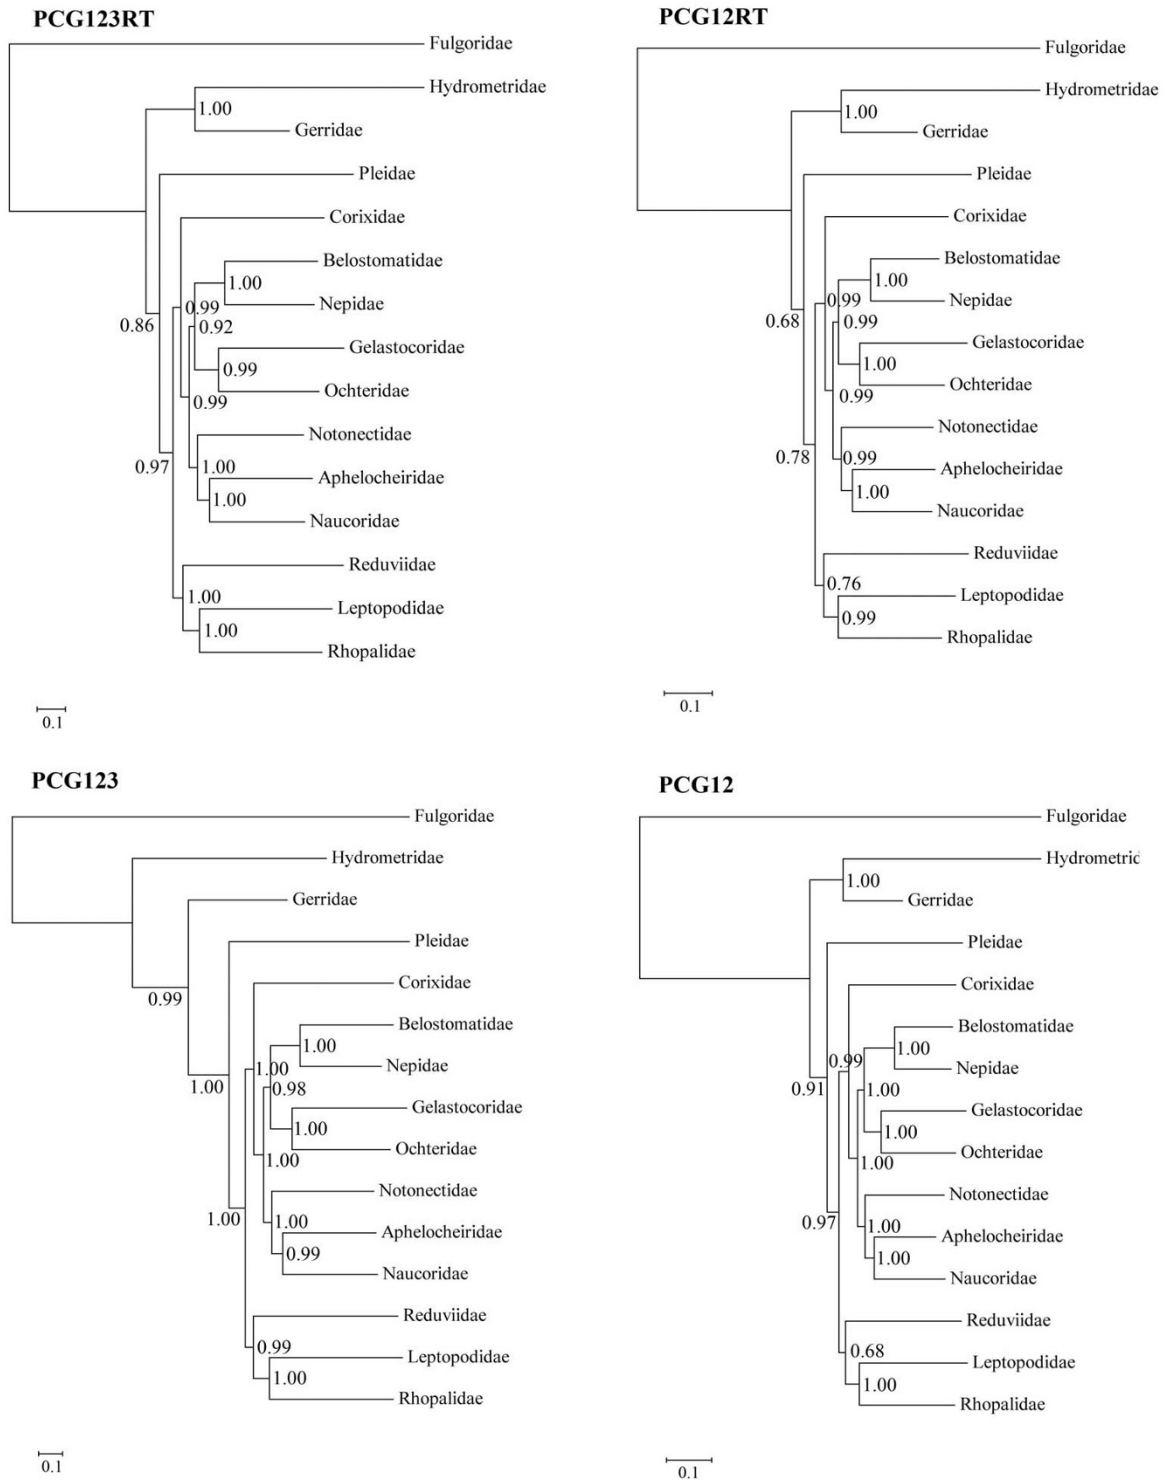 PCG123RT
Fulgoridae
Hydrometridae
1.00
Gerridae
Pleidae
Corixidae
Belostomatidae
1.00
Nepidae
0.99
0.86
0.92
Gelastocoridae
0.99
Ochteridae
0.99
Notonectidae
0.97
1.00
Aphelocheiridae
1.00
Naucoridae
Reduviidae
1.00
Leptopodidae
1.00
Rhopalidae
0.1
PCG12RT
Fulgoridae
Hydrometridae
1.00
Gerridae
Pleidae
Corixidae
Belostomatidae
1.00
Nepidae
0.99
0.68
0.99
Gelastocoridae
1.00
Ochteridae
0.99
Notonectidae
0.78
0.99
Aphelocheiridae
1.00
Naucoridae
Reduviidae
0.76
Leptopodidae
0.99
Rhopalidae
0.1
PCG123
Fulgoridae
Hydrometridae
Gerridae
Pleidae
Corixidae
0.99
Belostomatidae
1.00
Nepidae
1.00
1.00
0.98
Gelastocoridae
1.00
Ochteridae
1.00
Notonectidae
1.00
1.00
Aphelocheiridae
0.99
Naucoridae
Reduviidae
0.99
Leptopodidae
1.00
Rhopalidae
0.1
PCG12
Fulgoridae
Hydrometrid
1.00
Gerridae
Pleidae
Corixidae
Belostomatidae
1.00
Nepidae
0.99
0.91
1.00
Gelastocoridae
1.00
Ochteridae
1.00
Notonectidae
0.97
1.00
Aphelocheiridae
1.00
Naucoridae
Reduviidae
0.68
Leptopodidae
1.00
Rhopalidae
0.1